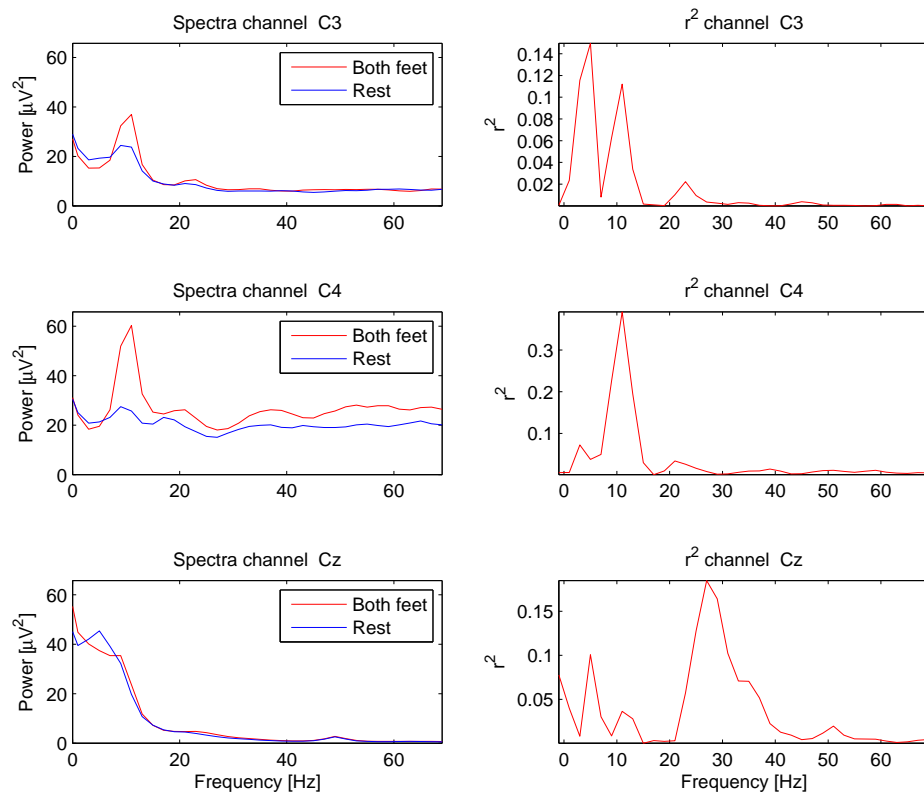 Spectra channel  C3
Power [µV²]
60
40
20
0
0 20 40 60
Both feet
Rest
r² channel  C3
r²
0.14
0.12
0.1
0.08
0.06
0.04
0.02
0 10 20 30 40 50 60
Spectra channel  C4
Power [µV²]
60
40
20
0
0 20 40 60
Both feet
Rest
r² channel  C4
r²
0.3
0.2
0.1
0 10 20 30 40 50 60
Spectra channel  Cz
Power [µV²]
60
40
20
0
0 20 40 60
Frequency [Hz]
Both feet
Rest
r² channel  Cz
r²
0.15
0.1
0.05
0 10 20 30 40 50 60
Frequency [Hz]